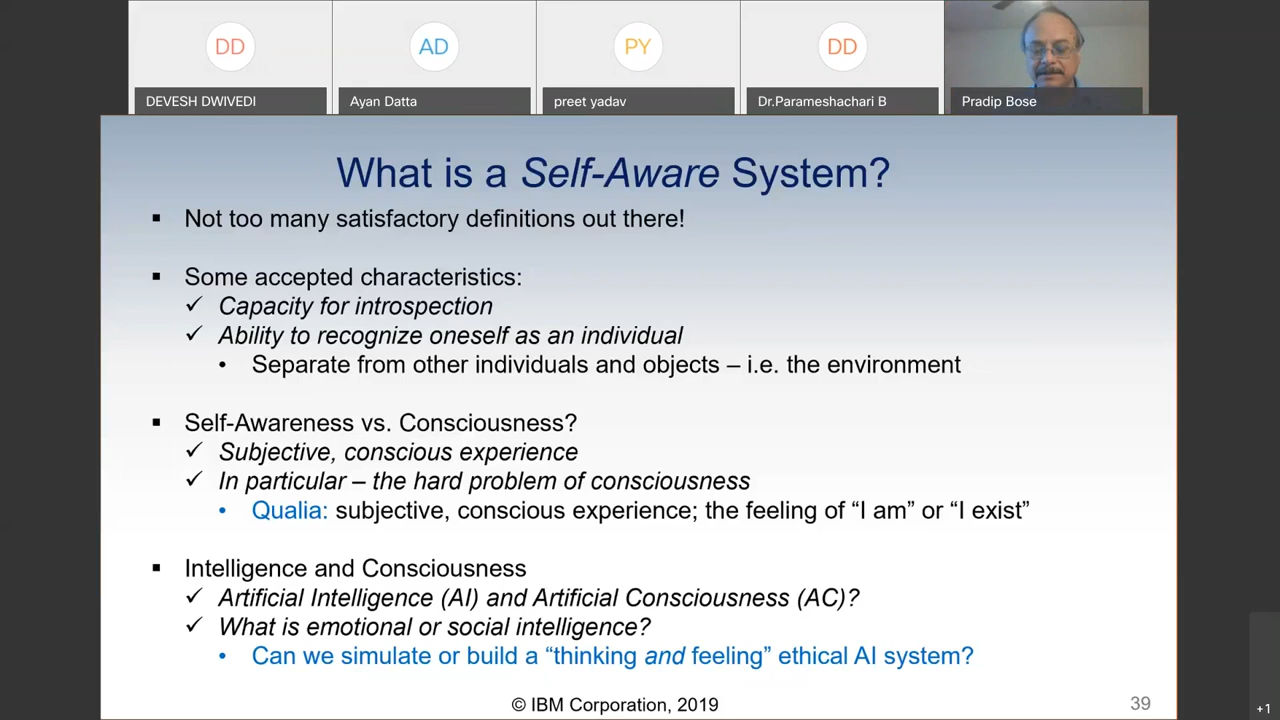 DD
AD
PY
DD
DEVESH DWIVEDI
Ayan Datta
preet yadav
Dr.Parameshachari B
Pradip Bose
What is a Self-Aware System?
▪ Not too many satisfactory definitions out there!
▪ Some accepted characteristics:
✓ Capacity for introspection
✓ Ability to recognize oneself as an individual
• Separate from other individuals and objects – i.e. the environment
▪ Self-Awareness vs. Consciousness?
✓ Subjective, conscious experience
✓ In particular – the hard problem of consciousness
• Qualia: subjective, conscious experience; the feeling of “I am” or “I exist”
▪ Intelligence and Consciousness
✓ Artificial Intelligence (AI) and Artificial Consciousness (AC)?
✓ What is emotional or social intelligence?
• Can we simulate or build a “thinking and feeling” ethical AI system?
© IBM Corporation, 2019
39
+1